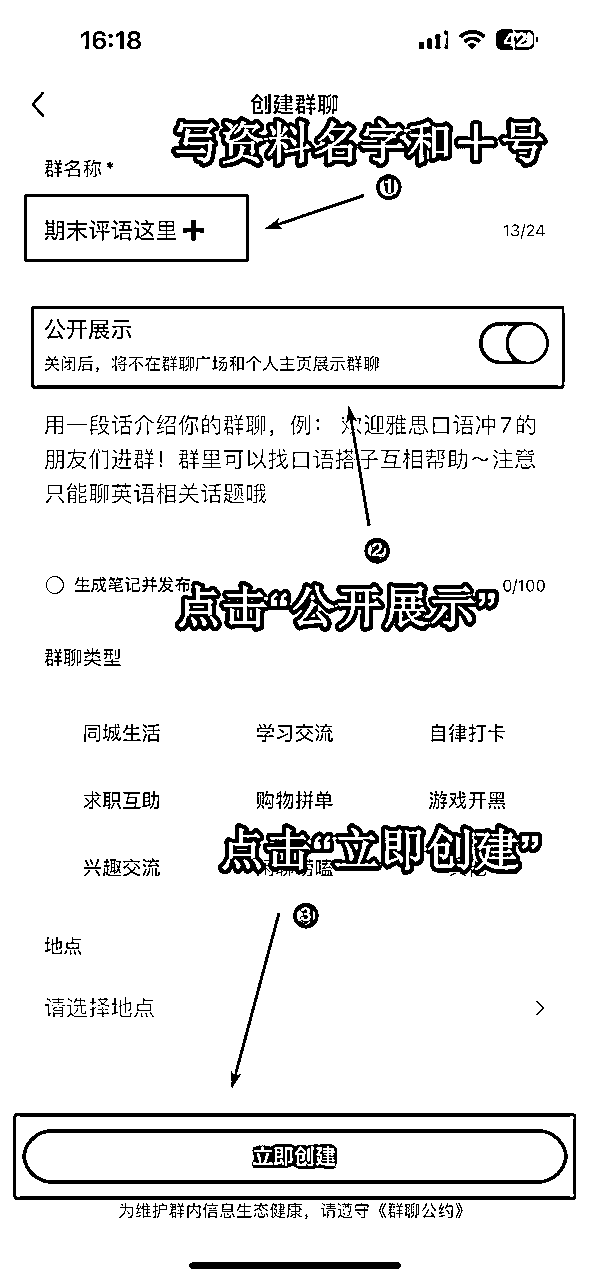 16:18
42
创建群聊
写资料名字和＋号
群名称 *
①
期末评语这里➕
13/24
公开展示
关闭后，将不在群聊广场和个人主页展示群聊
用一段话介绍你的群聊，例：欢迎雅思口语冲7的
朋友们进群！群里可以找口语搭子互相帮助～注意
只能聊英语相关话题哦
②
生成笔记并发布
0/100
点击“公开展示”
群聊类型
同城生活 学习交流 自律打卡
求职互助 购物拼单 游戏开黑
点击“立即创建”
兴趣交流
③
地点
请选择地点
立即创建
为维护群内信息生态健康，请遵守《群聊公约》